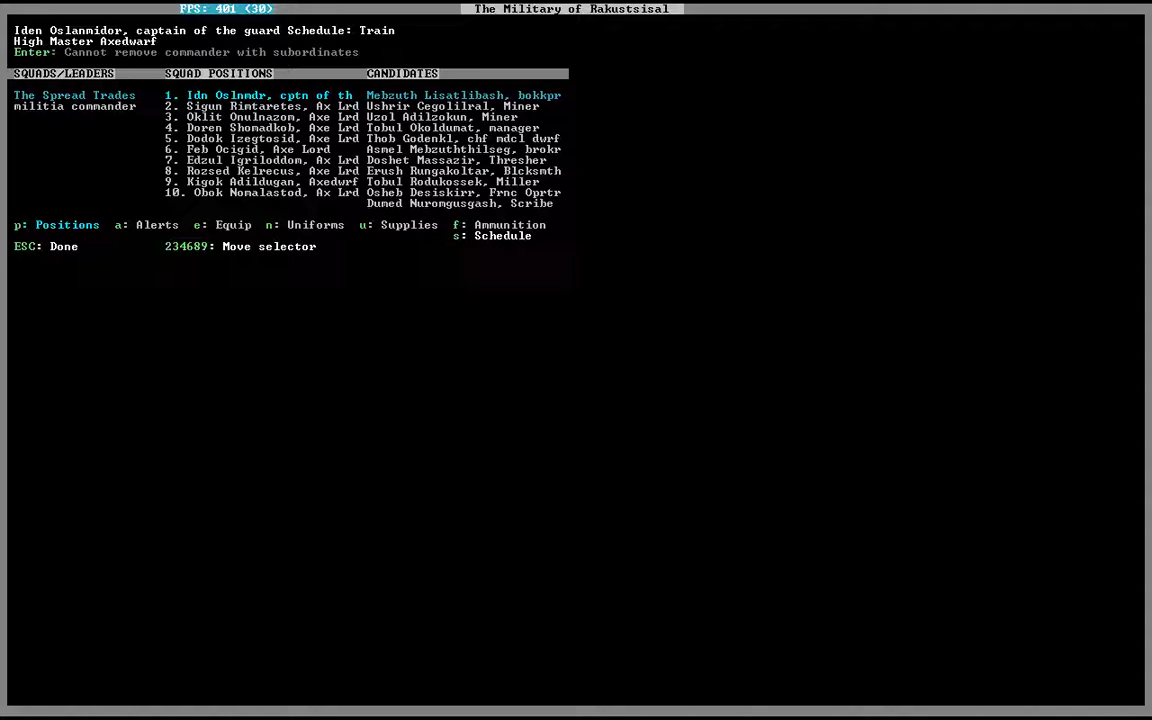 FPS: 401 (30) The Military of Rakustsisal
Iden Oslanmidor, captain of the guard Schedule: Train
High Master Axedwarf
Enter: Cannot remove commander with subordinates
SQUADS/LEADERS SQUAD POSITIONS CANDIDATES
The Spread Trades 1. Idn Oslnmdr, cptn of th Mebzuth Lisatlibash, bokkpr
militia commander 2. Sigun Rimtaretes, Ax Lrd Ushrir Cegolilral, Miner
3. Oklit Onulnazom, Axe Lrd Uzol Adilzokun, Miner
4. Doren Shomadkob, Axe Lrd Tobul Okoldumat, manager
5. Dodok Izegtosid, Axe Lrd Thob Godenkl, chf mdcl dwrf
6. Feb Ocigid, Axe Lord Asmel Mebzuththilseg, brokr
7. Edzul Igriloddom, Ax Lrd Doshet Massazir, Thresher
8. Rozsed Kelrecus, Axe Lrd Erush Rungakoltar, Blcksmth
9. Kigok Adildugan, Axedwrf Tobul Rodukossek, Miller
10. Obok Nomalastod, Ax Lrd Osheb Desiskirr, Frnc Oprtr
Dumed Nuromgusgash, Scribe
p: Positions a: Alerts e: Equip n: Uniforms u: Supplies f: Ammunition
s: Schedule
ESC: Done 234689: Move selector